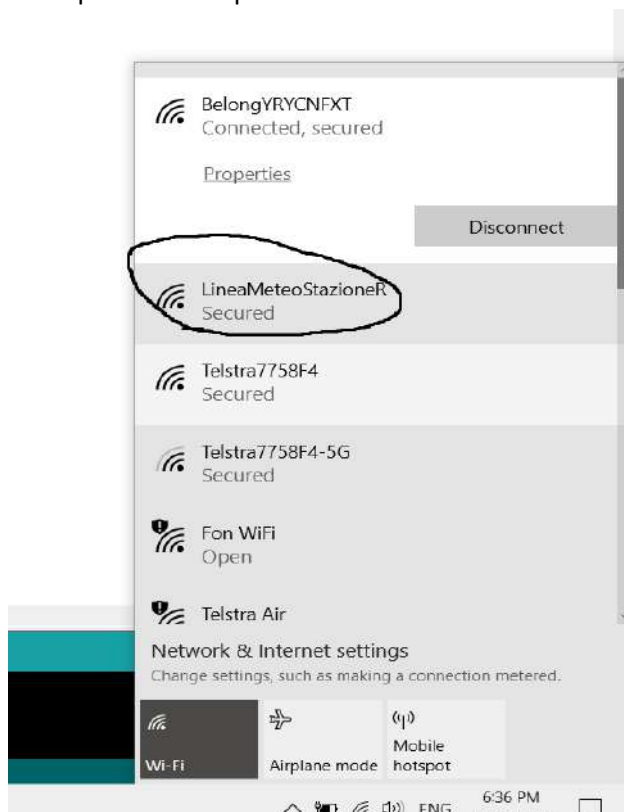 BelongYRYCNFXT
Connected, secured
Properties
Disconnect
LineaMeteoStazioneR
Secured
Telstra7758F4
Secured
Telstra7758F4-5G
Secured
Fon WiFi
Open
Telstra Air
Network & Internet settings
Change settings, such as making a connection metered.
Wi-Fi
Airplane mode
Mobile
hotspot
ENG
6:36 PM